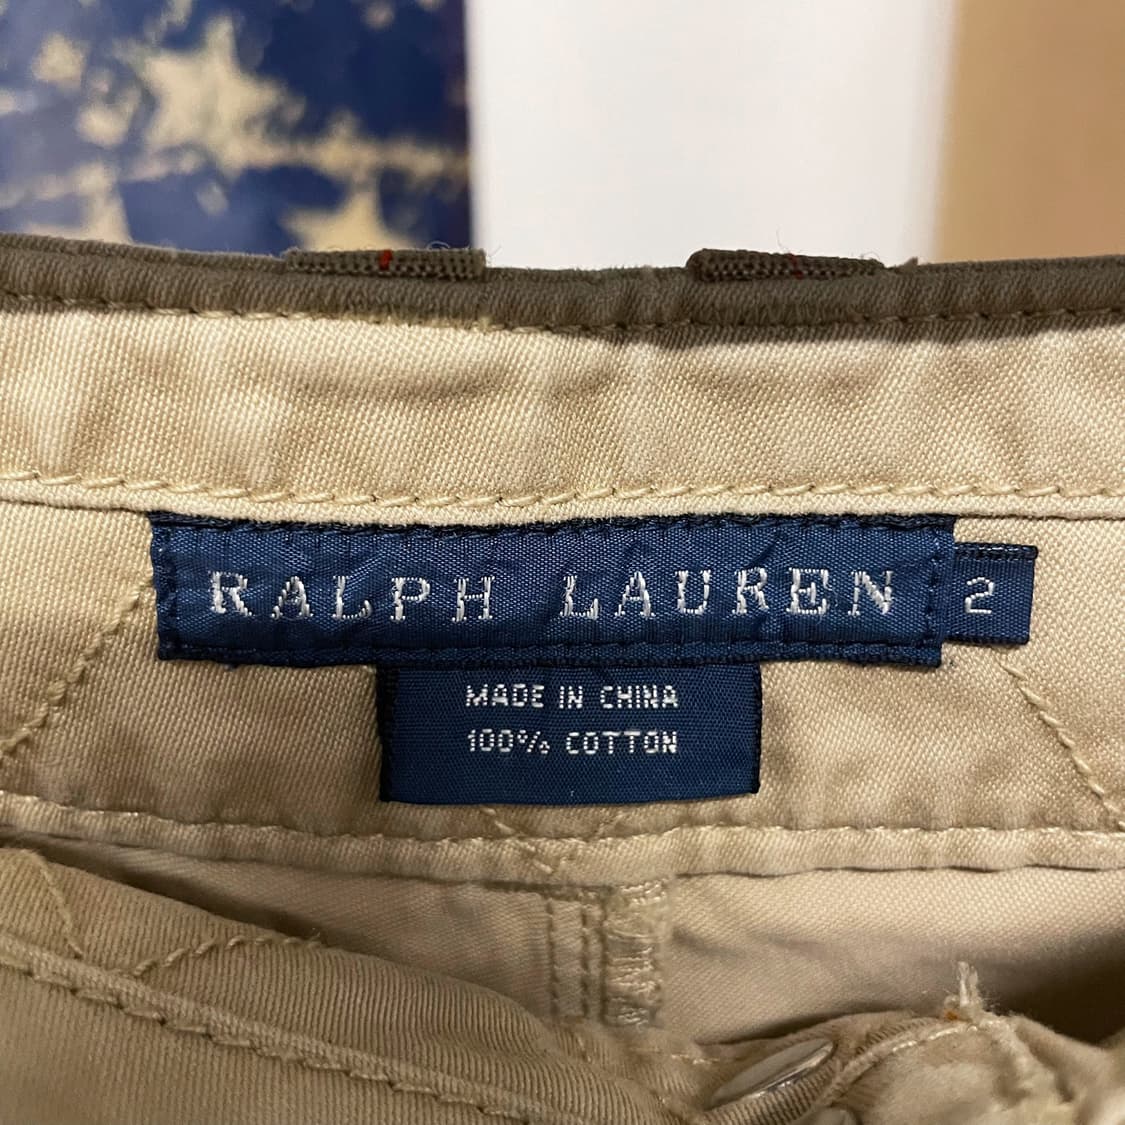 RALPH LAUREN 2
MADE IN CHINA
100% COTTON